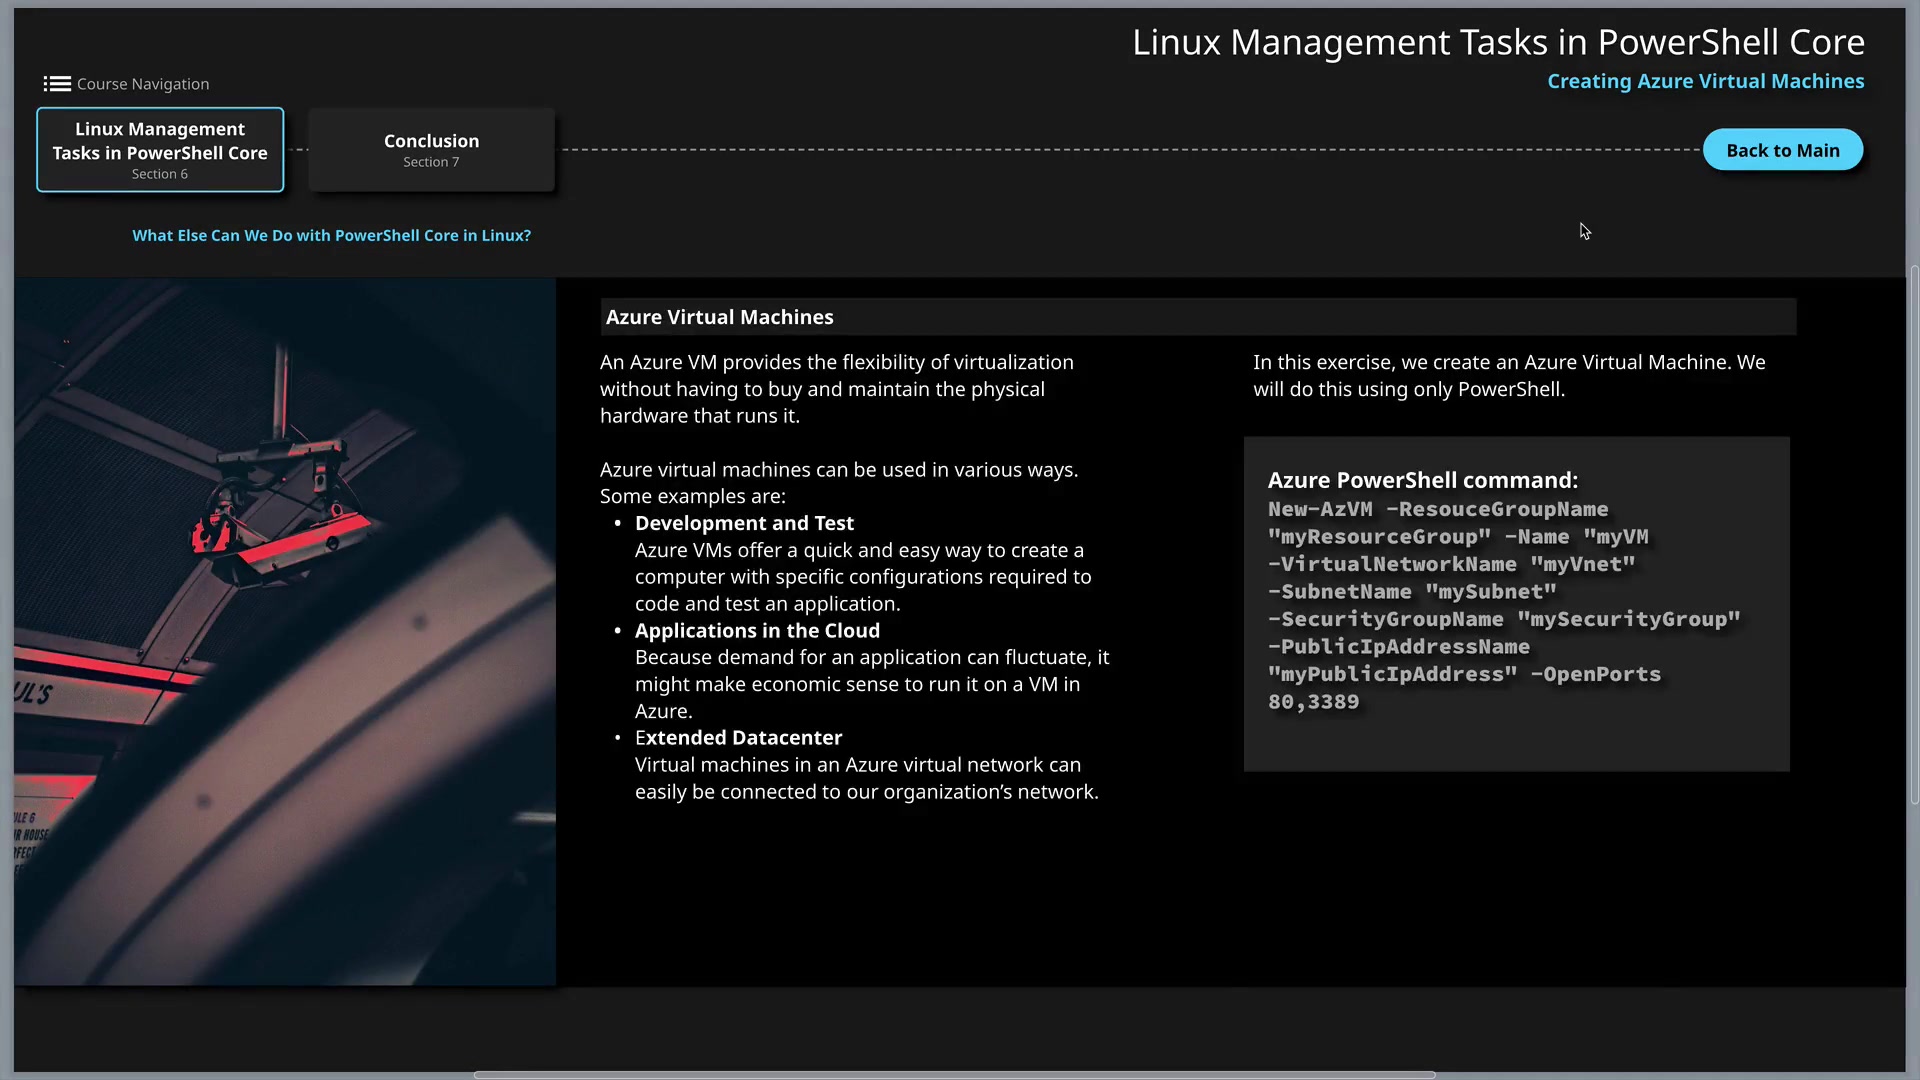 Linux Management Tasks in PowerShell Core
Creating Azure Virtual Machines
Course Navigation
Linux Management
Tasks in PowerShell Core
Section 6
Conclusion
Section 7
Back to Main
What Else Can We Do with PowerShell Core in Linux?
Azure Virtual Machines
An Azure VM provides the flexibility of virtualization
without having to buy and maintain the physical
hardware that runs it.
Azure virtual machines can be used in various ways.
Some examples are:
• Development and Test
Azure VMs offer a quick and easy way to create a
computer with specific configurations required to
code and test an application.
• Applications in the Cloud
Because demand for an application can fluctuate, it
might make economic sense to run it on a VM in
Azure.
• Extended Datacenter
Virtual machines in an Azure virtual network can
easily be connected to our organization’s network.
In this exercise, we create an Azure Virtual Machine. We
will do this using only PowerShell.
Azure PowerShell command:
New-AzVM -ResouceGroupName
"myResourceGroup" -Name "myVM
-VirtualNetworkName "myVnet"
-SubnetName "mySubnet"
-SecurityGroupName "mySecurityGroup"
-PublicIpAddressName
"myPublicIpAddress" -OpenPorts
80,3389
UL'S